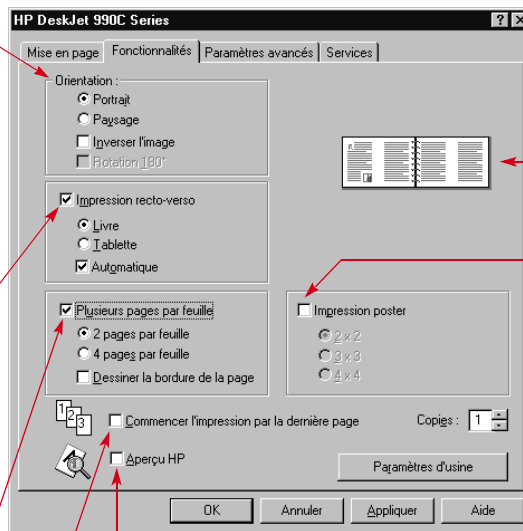 HP DeskJet 990C Series
Mise en page Fonctionnalités Paramètres avancés Services
Orientation :
Portrait
Paysage
Inverser l'image
Rotation 180°
Impression recto-verso
Livre
Tablette
Automatique
Plusieurs pages par feuille
2 pages par feuille
4 pages par feuille
Dessiner la bordure de la page
Impression poster
2 x 2
3 x 3
4 x 4
1 2 3
Commencer l'impression par la dernière page
Copies : 1
Aperçu HP
Paramètres d'usine
OK Annuler Appliquer Aide